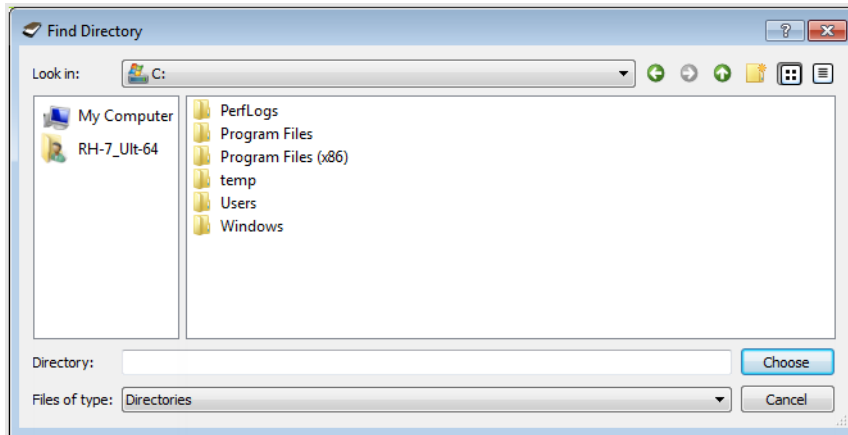 Find Directory
Look in: C:
My Computer
RH-7_Ult-64
PerfLogs
Program Files
Program Files (x86)
temp
Users
Windows
Directory: Choose
Files of type: Directories Cancel